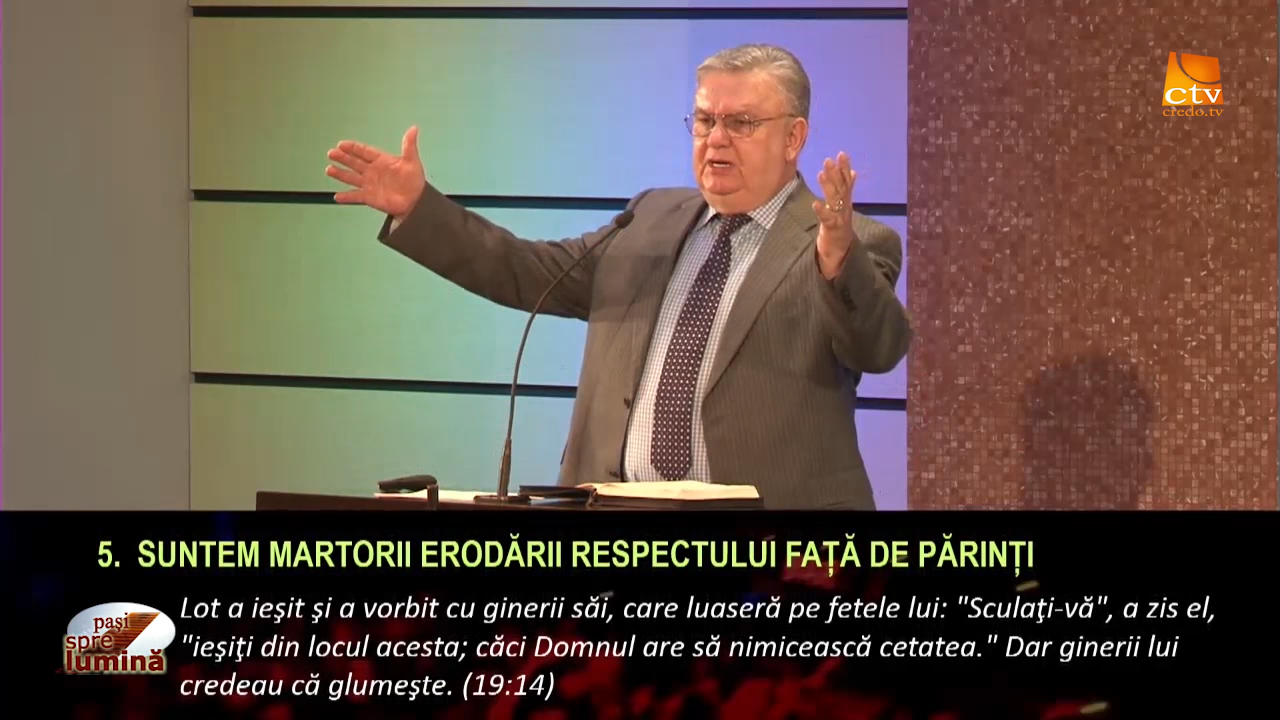 ctv
credo.tv
5. SUNTEM MARTORII ERODĂRII RESPECTULUI FAȚĂ DE PĂRINȚI
paşi
spre
lumină
Lot a ieşit şi a vorbit cu ginerii săi, care luaseră pe fetele lui: "Sculaţi-vă", a zis el,
"ieşiţi din locul acesta; căci Domnul are să nimicească cetatea." Dar ginerii lui
credeau că glumeşte. (19:14)